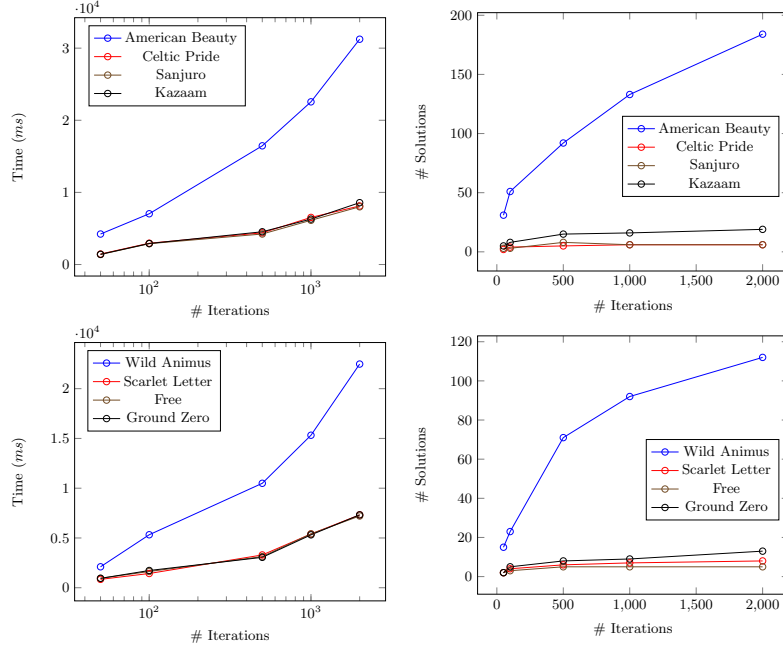 ·10⁴
3
2
1
0
10²
10³
Time (ms)
# Iterations
American Beauty
Celtic Pride
Sanjuro
Kazaam
200
150
100
50
0
0
500
1,000
1,500
2,000
# Solutions
# Iterations
American Beauty
Celtic Pride
Sanjuro
Kazaam
·10⁴
2
1.5
1
0.5
0
10²
10³
Time (ms)
# Iterations
Wild Animus
Scarlet Letter
Free
Ground Zero
120
100
80
60
40
20
0
0
500
1,000
1,500
2,000
# Solutions
# Iterations
Wild Animus
Scarlet Letter
Free
Ground Zero